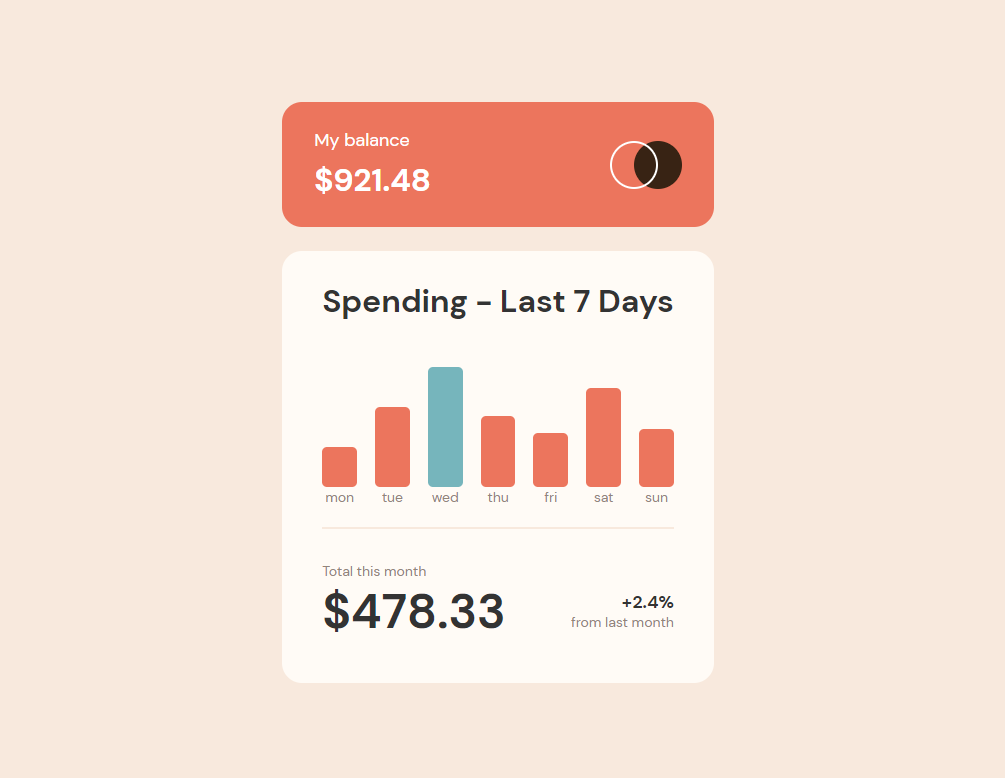 My balance
$921.48
Spending - Last 7 Days
mon tue wed thu fri sat sun
Total this month
$478.33
+2.4%
from last month